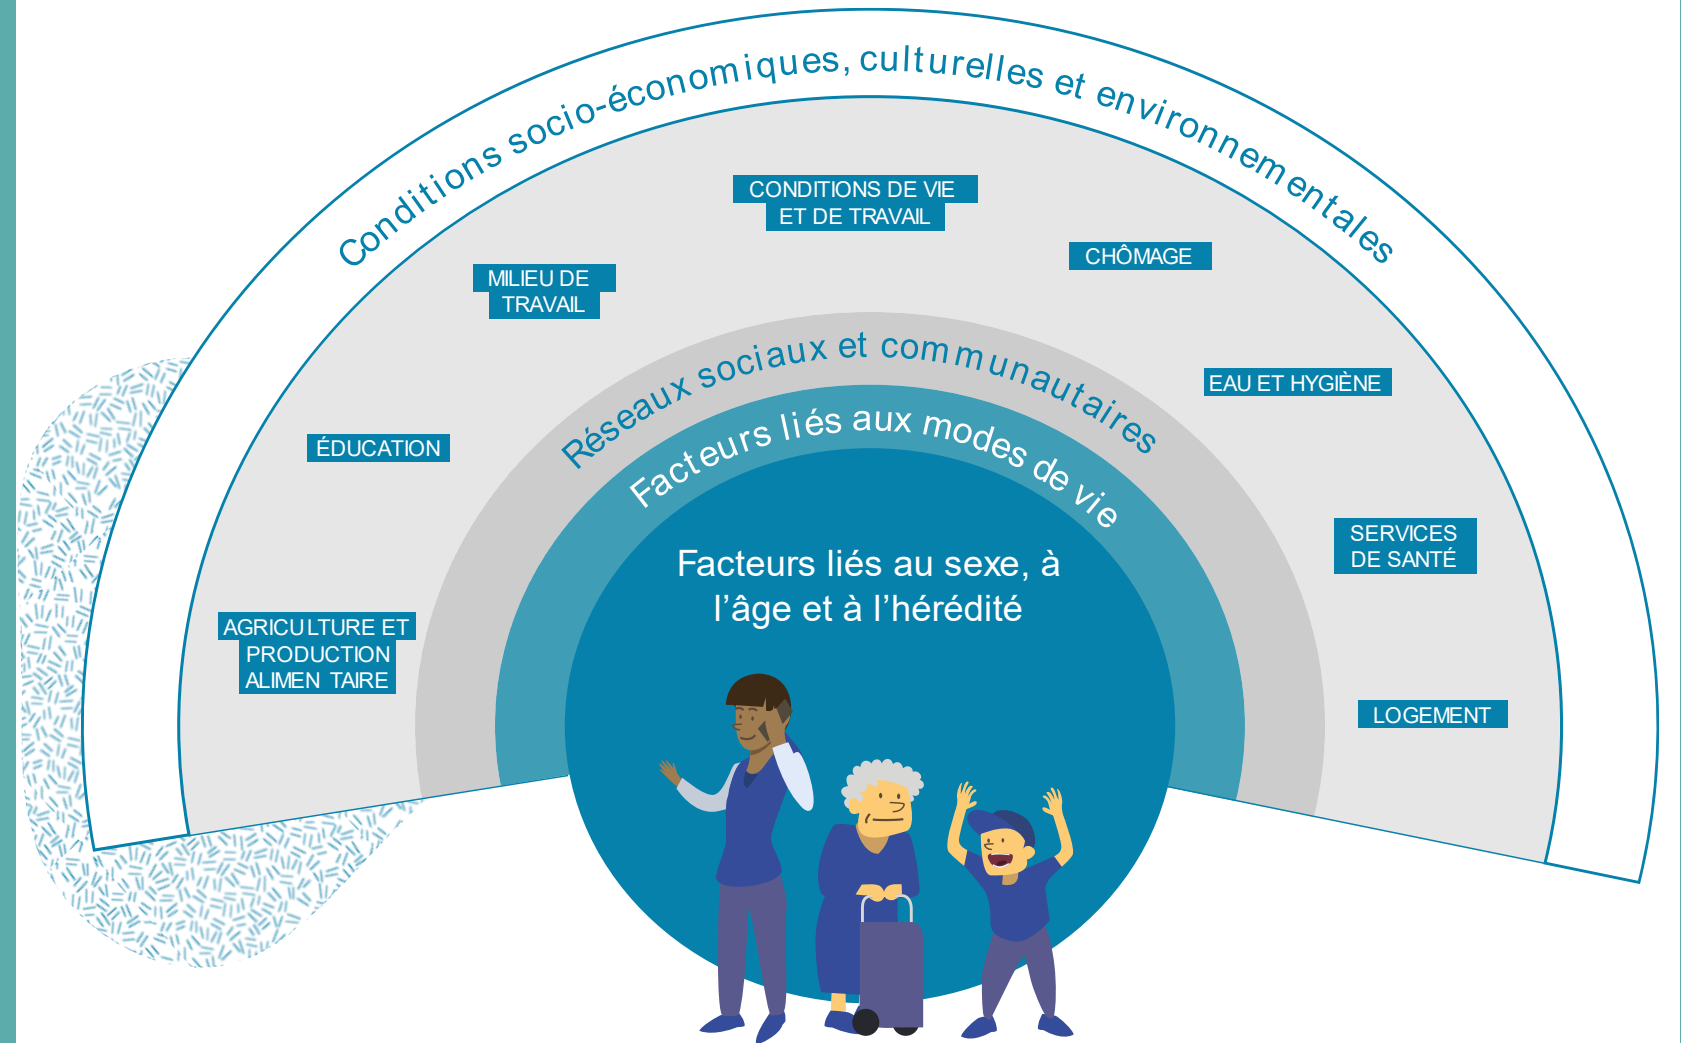 Conditions socio-économiques, culturelles et environnementales
CONDITIONS DE VIE
ET DE TRAVAIL
MILIEU DE
TRAVAIL
CHÔMAGE
ÉDUCATION
EAU ET HYGIÈNE
AGRICULTURE ET
PRODUCTION
ALIMEN TAIRE
SERVICES
DE SANTÉ
LOGEMENT
Réseaux sociaux et communautaires
Facteurs liés aux modes de vie
Facteurs liés au sexe, à
l’âge et à l’hérédité